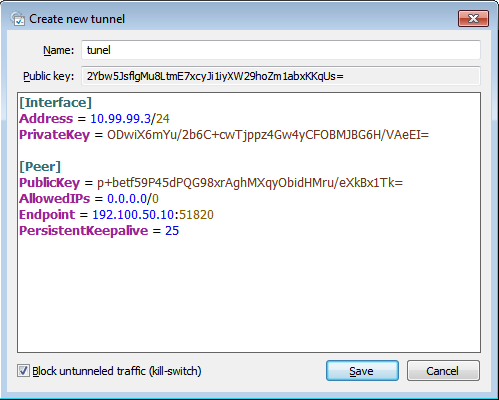 Create new tunnel
Name: tunel
Public key: 2Ybw5JsflgMu8LtmE7xcyJi1iyXW29hoZm1abxKKqUs=
[Interface]
Address = 10.99.99.3/24
PrivateKey = ODwiX6mYu/2b6C+cwTjppz4Gw4yCFOBMJBG6H/VAeEI=
[Peer]
PublicKey = p+betf59P45dPQG98xrAghMXqyObidHMru/eXkBx1Tk=
AllowedIPs = 0.0.0.0/0
Endpoint = 192.100.50.10:51820
PersistentKeepalive = 25
Block untunneled traffic (kill-switch)
Save
Cancel